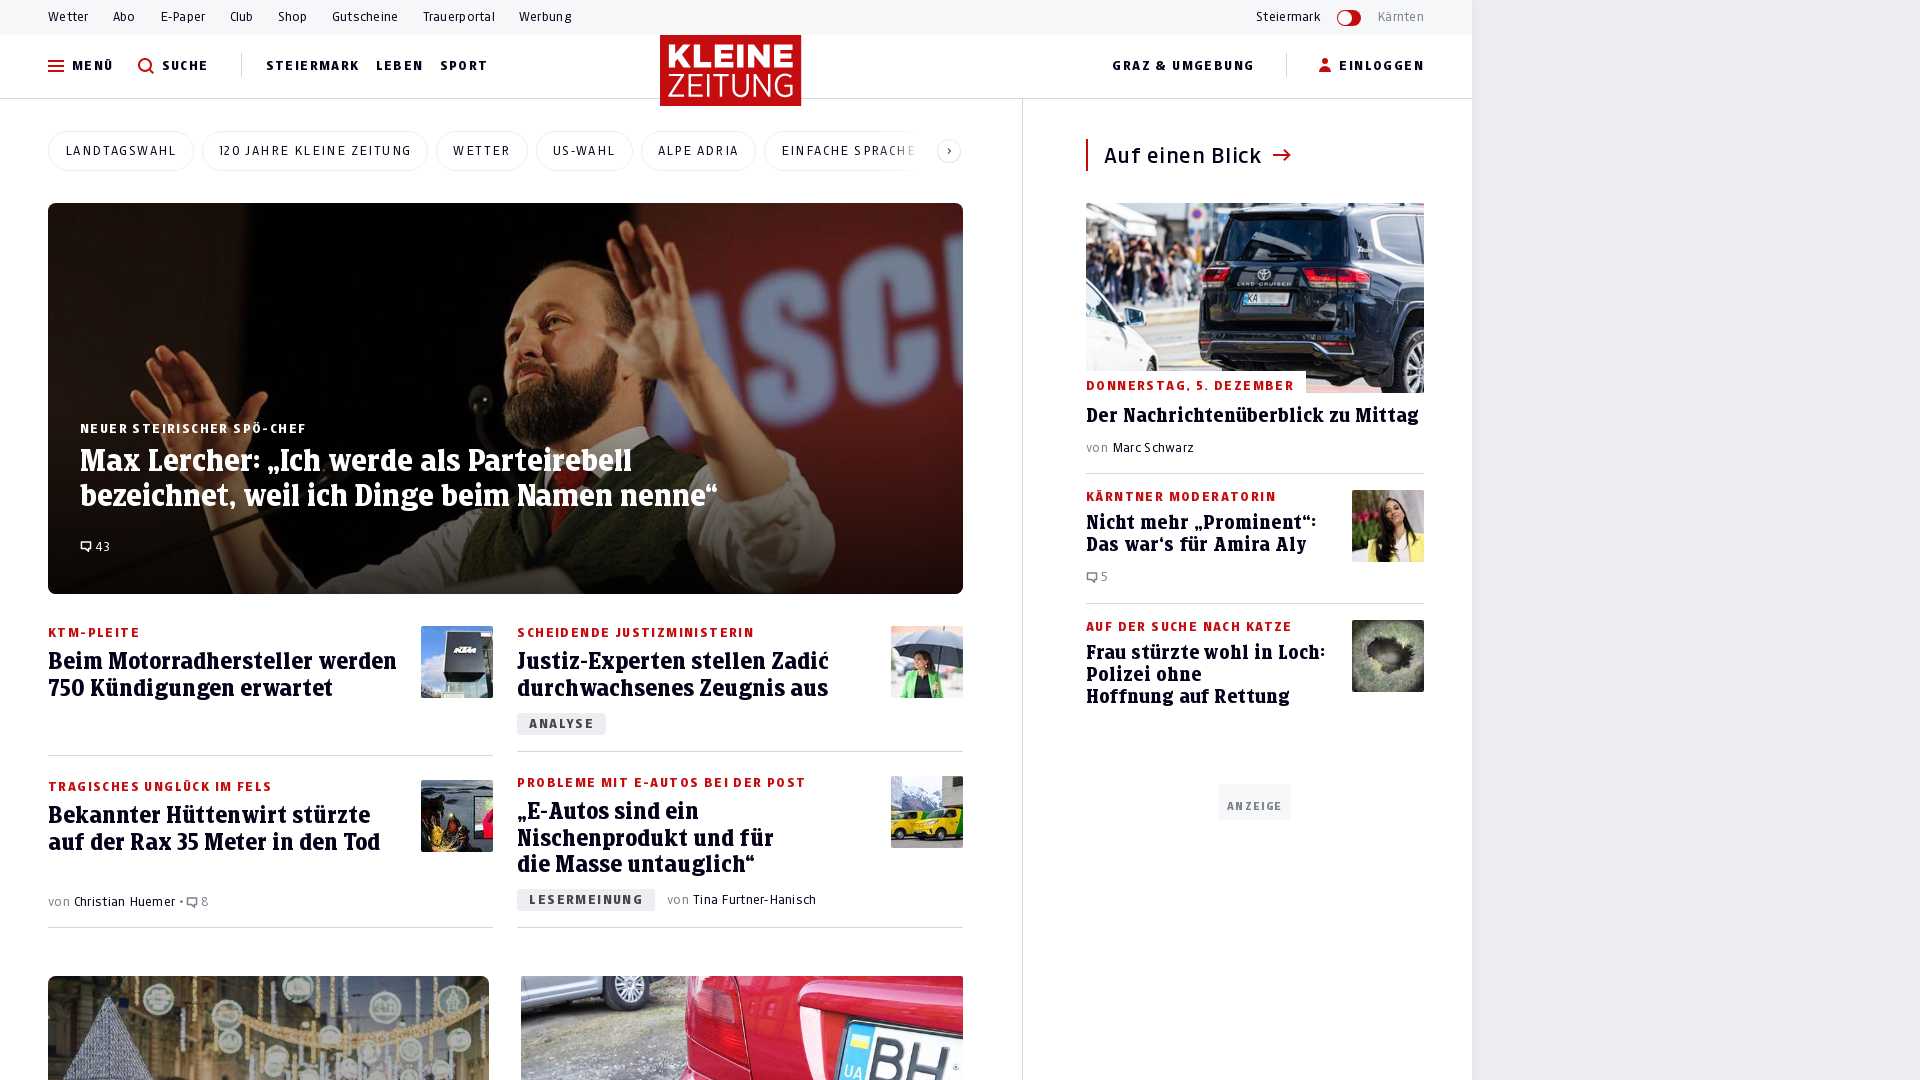 Wetter
Abo
E-Paper
Club
Shop
Gutscheine
Trauerportal
Werbung
Steiermark
Kärnten
MENÜ
SUCHE
STEIERMARK
LEBEN
SPORT
KLEINE
ZEITUNG
GRAZ & UMGEBUNG
EINLOGGEN
LANDTAGSWAHL
120 JAHRE KLEINE ZEITUNG
WETTER
US-WAHL
ALPE ADRIA
EINFACHE SPRACHE
NEUER STEIRISCHER SPÖ-CHEF
Max Lercher: „Ich werde als Parteirebell
bezeichnet, weil ich Dinge beim Namen nenne“
43
KTM-PLEITE
Beim Motorradhersteller werden
750 Kündigungen erwartet
KTM
SCHEIDENDE JUSTIZMINISTERIN
Justiz-Experten stellen Zadić
durchwachsenes Zeugnis aus
ANALYSE
TRAGISCHES UNGLÜCK IM FELS
Bekannter Hüttenwirt stürzte
auf der Rax 35 Meter in den Tod
von Christian Huemer • 8
PROBLEME MIT E-AUTOS BEI DER POST
„E-Autos sind ein
Nischenprodukt und für
die Masse untauglich“
LESERMEINUNG
von Tina Furtner-Hanisch
UA
BH
Auf einen Blick
LAND CRUISER
KA
DONNERSTAG, 5. DEZEMBER
Der Nachrichtenüberblick zu Mittag
von Marc Schwarz
KÄRNTNER MODERATORIN
Nicht mehr „Prominent“:
Das war‘s für Amira Aly
5
AUF DER SUCHE NACH KATZE
Frau stürzte wohl in Loch:
Polizei ohne
Hoffnung auf Rettung
ANZEIGE